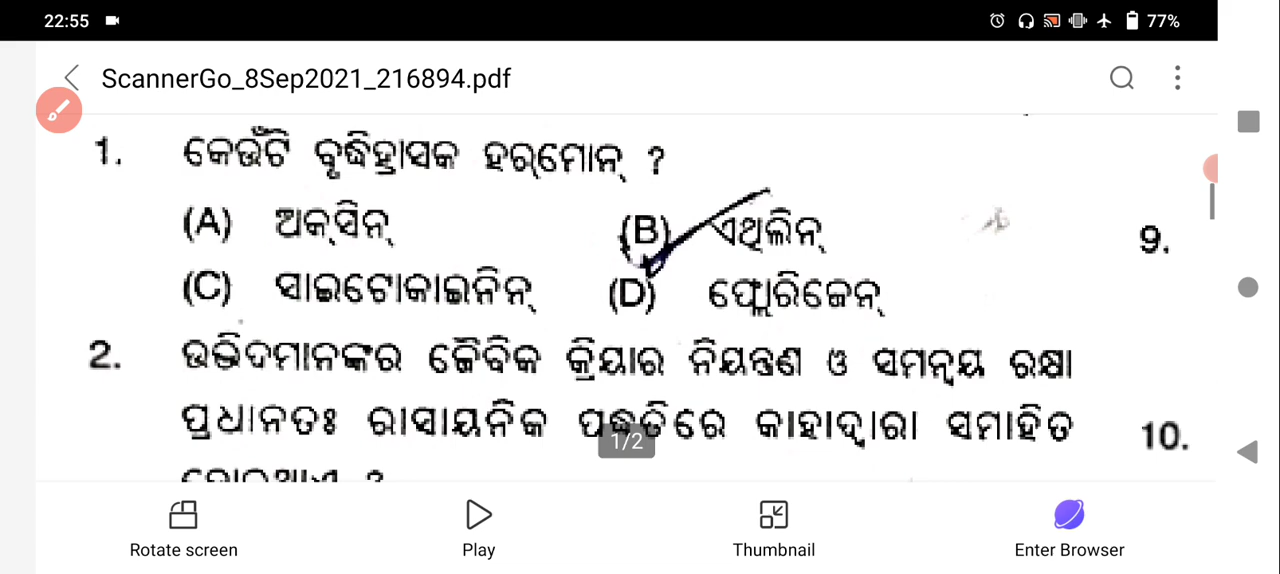 22:55
77%
ScannerGo_8Sep2021_216894.pdf
1. କେଉଁଟି ବୃଦ୍ଧିହ୍ରାସକ ହର୍ମୋନ୍ ?
(A) ଅକ୍ସିନ୍ (B) ଏଥିଲିନ୍
9.
(C) ସାଇଟୋକାଇନିନ୍ (D) ଫ୍ଲୋରିଜେନ୍
2. ଉଦ୍ଭିଦମାନଙ୍କର ଜୈବିକ କ୍ରିୟାର ନିୟନ୍ତ୍ରଣ ଓ ସମନ୍ୱୟ ରକ୍ଷା
ପ୍ରଧାନତଃ ରାସାୟନିକ ପଦ୍ଧତିରେ କାହାଦ୍ୱାରା ସମାହିତ
10.
1/2
Rotate screen Play Thumbnail Enter Browser